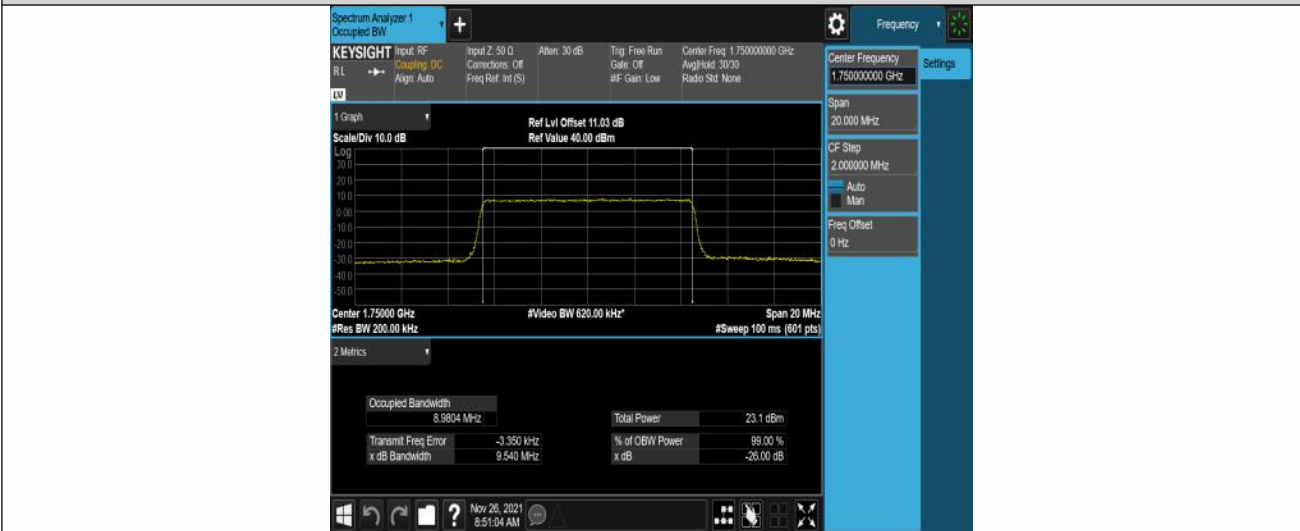 Spectrum Analyzer 1
Occupied BW
+
Frequency
KEYSIGHT
RL
LV
Input: RF
Coupling: DC
Align: Auto
Input Z: 50 Ω
Corrections: Off
Freq Ref: Int (S)
Atten: 30 dB
Trig: Free Run
Gate: Off
#IF Gain: Low
Center Freq: 1.750000000 GHz
Avg|Hold: 30/30
Radio Std: None
Center Frequency
1.750000000 GHz
Settings
Span
20.000 MHz
CF Step
2.000000 MHz
Auto
Man
Freq Offset
0 Hz
1 Graph
Scale/Div 10.0 dB
Ref Lvl Offset 11.03 dB
Ref Value 40.00 dBm
Log
30.0
20.0
10.0
0.00
-10.0
-20.0
-30.0
-40.0
-50.0
Center 1.75000 GHz
#Res BW 200.00 kHz
#Video BW 620.00 kHz*
Span 20 MHz
#Sweep 100 ms (601 pts)
2 Metrics
Occupied Bandwidth
8.9804 MHz
Total Power 23.1 dBm
Transmit Freq Error -3.350 kHz
% of OBW Power 99.00 %
x dB Bandwidth 9.540 MHz
x dB -26.00 dB
?
Nov 26, 2021
8:51:04 AM